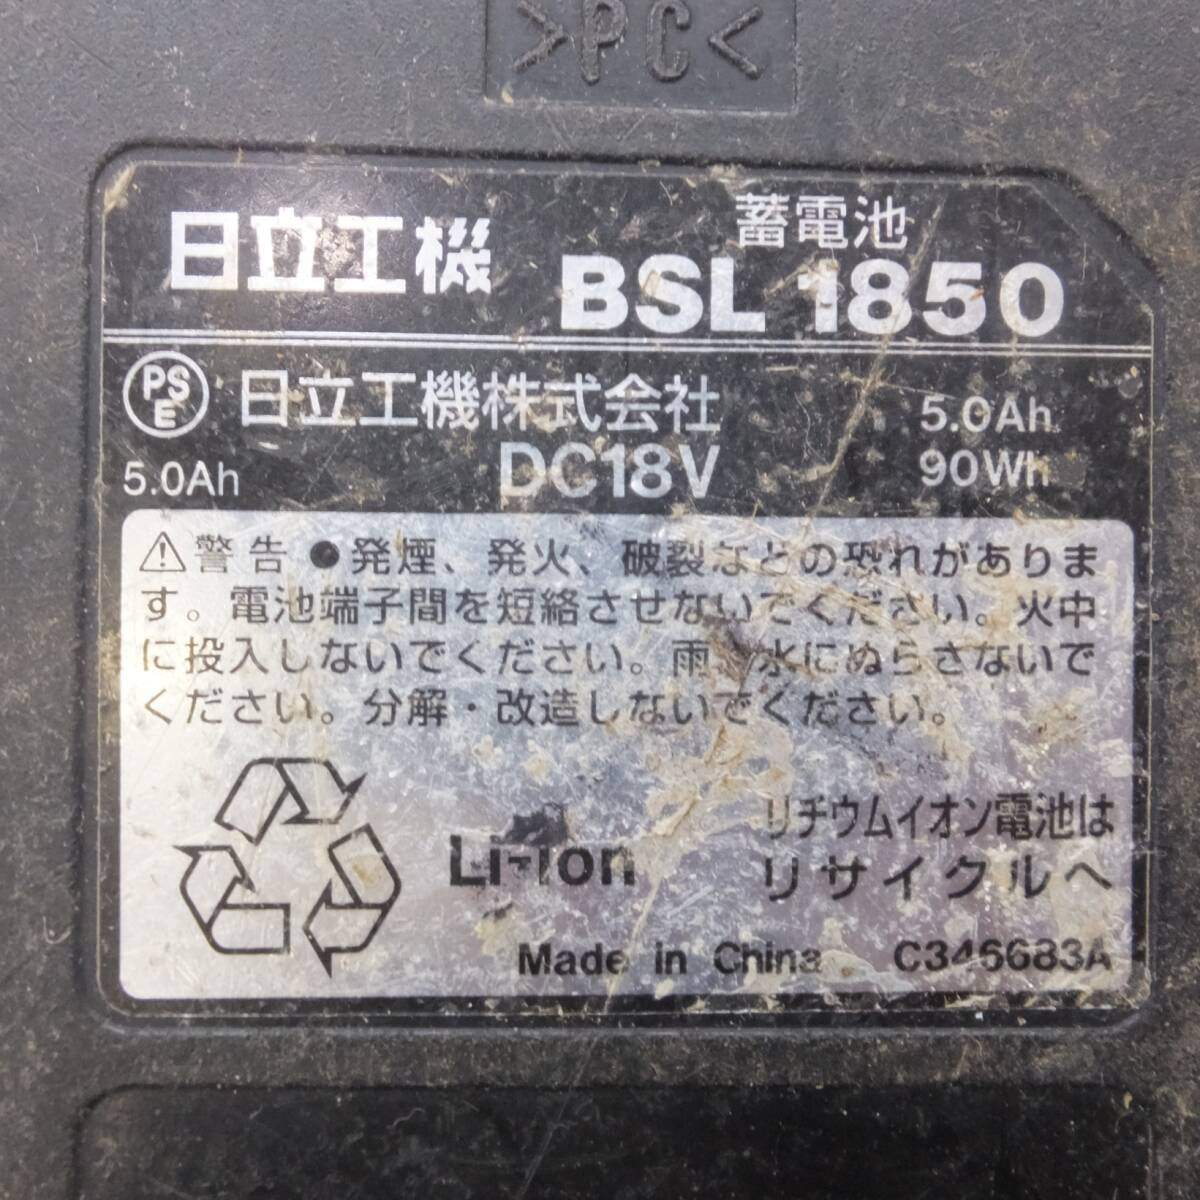 >PC<
日立工機
蓄電池
BSL 1850
PSE 日立工機株式会社
5.0Ah
DC18V
5.0Ah
90Wh
⚠警告 ●発煙、発火、破裂などの恐れがありま
す。電池端子間を短絡させないでください。火中
に投入しないでください。雨、水にぬらさないで
ください。分解・改造しないでください。
Li-Ion
リチウムイオン電池は
リサイクルへ
Made in China
C346683A